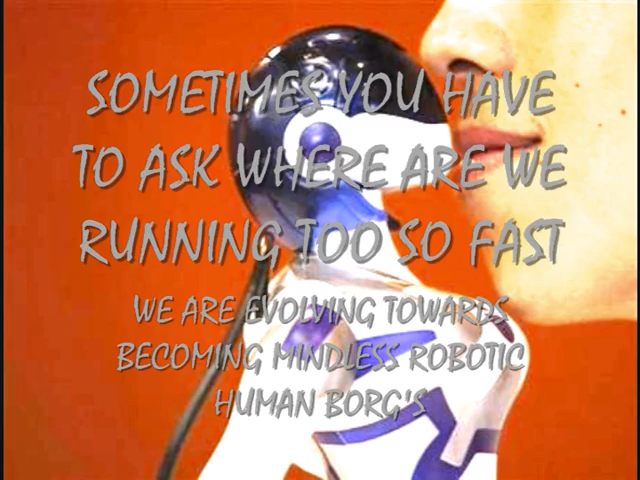 SOMETIMES YOU HAVE
TO ASK WHERE ARE WE
RUNNING TOO SO FAST
WE ARE EVOLVING TOWARDS
BECOMING MINDLESS ROBOTIC
HUMAN BORG'S